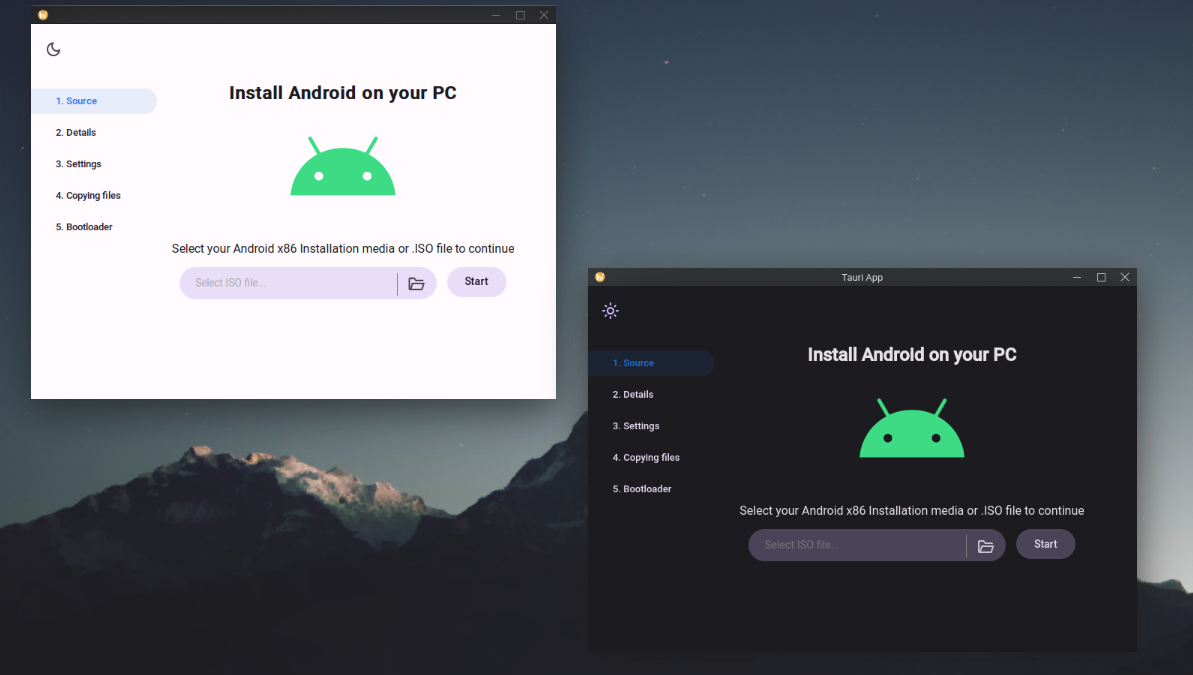 Install Android on your PC
1. Source
2. Details
3. Settings
4. Copying files
5. Bootloader
Select your Android x86 Installation media or .ISO file to continue
Select ISO file...
Start
Tauri App
Install Android on your PC
1. Source
2. Details
3. Settings
4. Copying files
5. Bootloader
Select your Android x86 Installation media or .ISO file to continue
Select ISO file...
Start